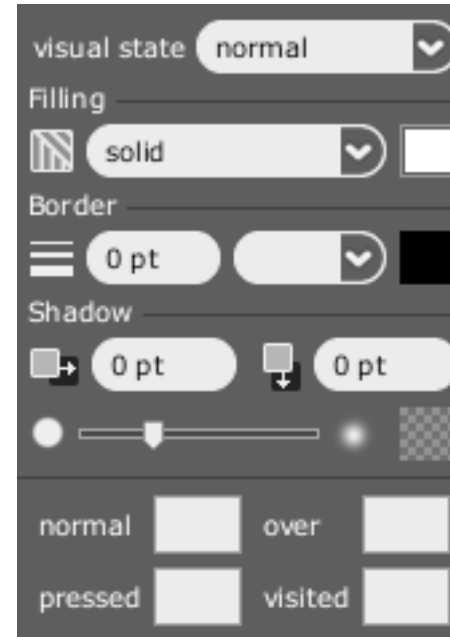 visual state normal
Filling
solid
Border
0 pt
Shadow
0 pt 0 pt
normal over
pressed visited